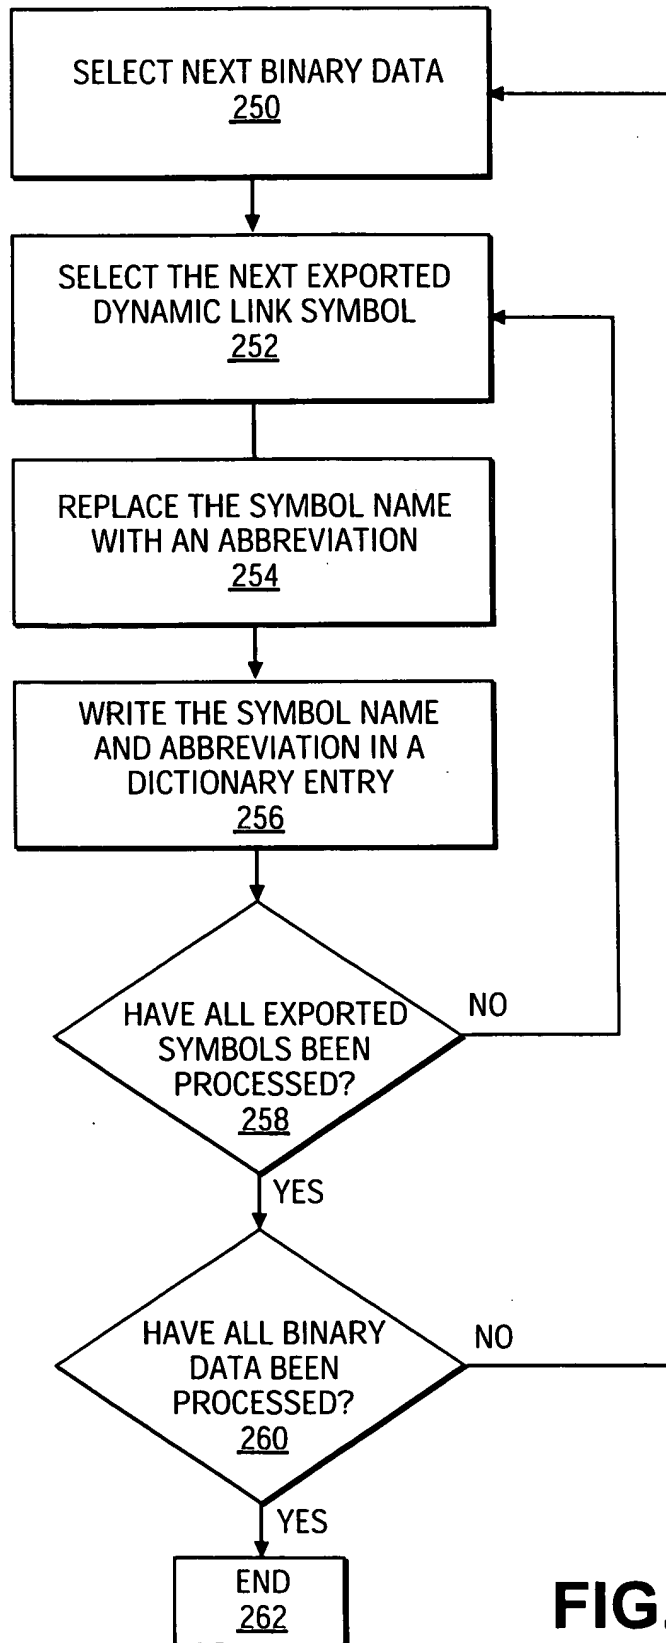 SELECT NEXT BINARY DATA
250
SELECT THE NEXT EXPORTED
DYNAMIC LINK SYMBOL
252
REPLACE THE SYMBOL NAME
WITH AN ABBREVIATION
254
WRITE THE SYMBOL NAME
AND ABBREVIATION IN A
DICTIONARY ENTRY
256
HAVE ALL EXPORTED
SYMBOLS BEEN
PROCESSED?
258
NO
YES
HAVE ALL BINARY
DATA BEEN
PROCESSED?
260
NO
YES
END
262
FIG.